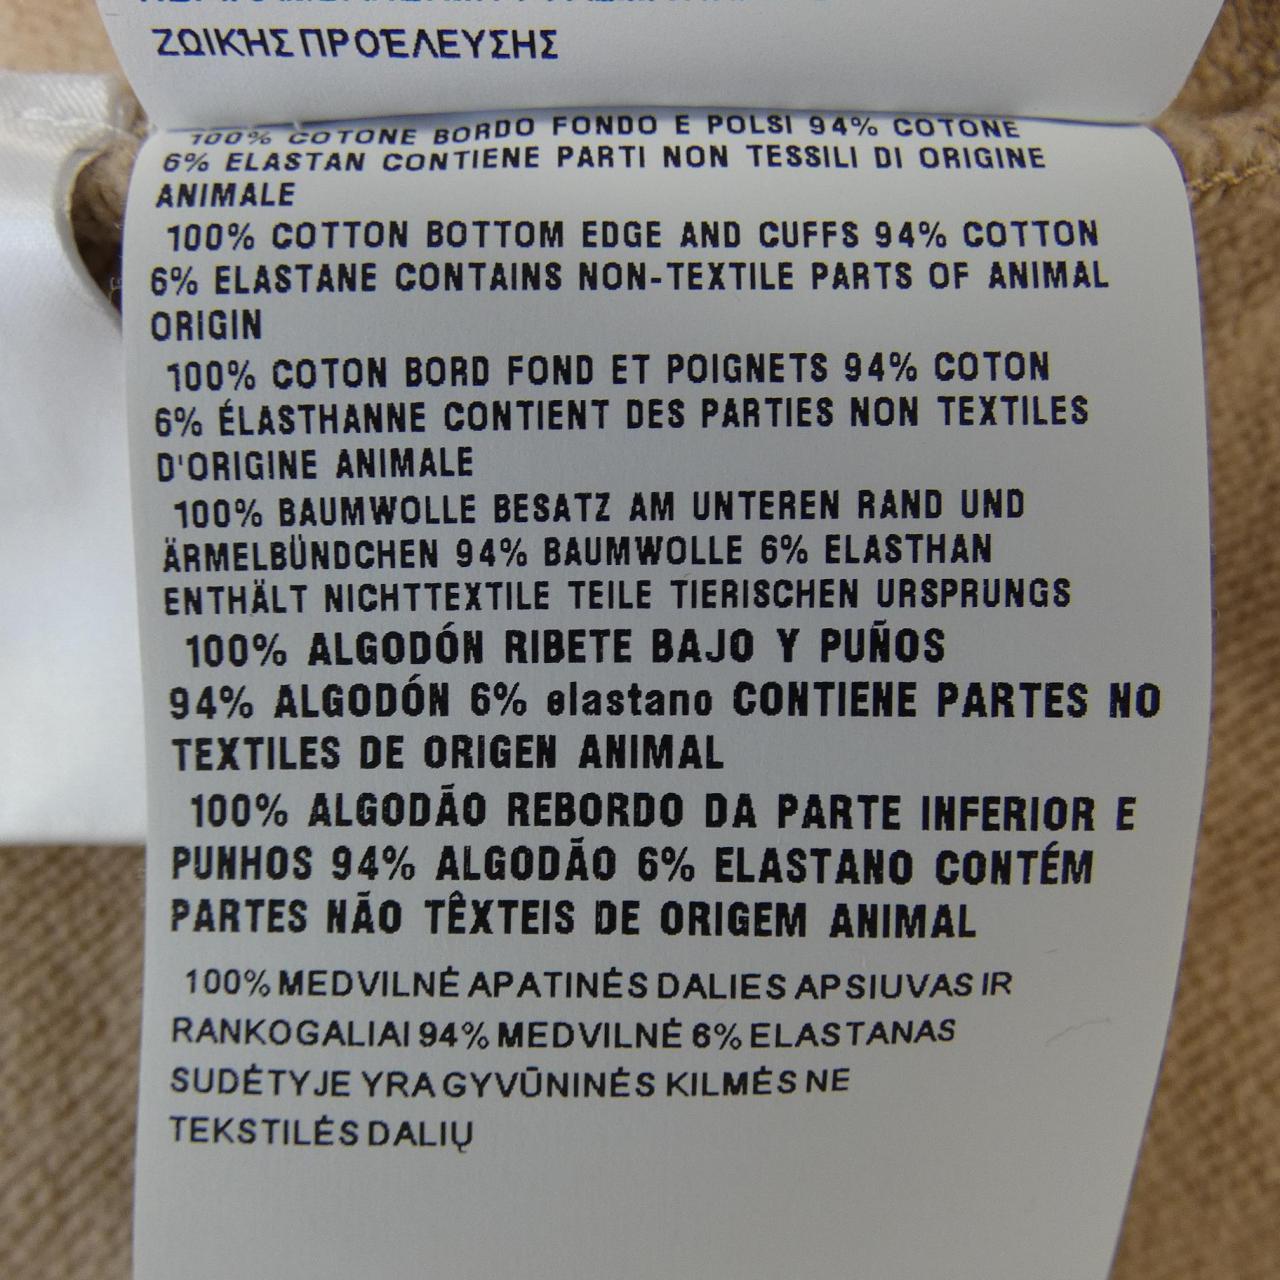 ΖΩΙΚΉΣ ΠΡΟΈΛΕΥΣΗΣ
100% COTONE BORDO FONDO E POLSI 94% COTONE
6% ELASTAN CONTIENE PARTI NON TESSILI DI ORIGINE
ANIMALE
100% COTTON BOTTOM EDGE AND CUFFS 94% COTTON
6% ELASTANE CONTAINS NON-TEXTILE PARTS OF ANIMAL
ORIGIN
100% COTON BORD FOND ET POIGNETS 94% COTON
6% ÉLASTHANNE CONTIENT DES PARTIES NON TEXTILES
D'ORIGINE ANIMALE
100% BAUMWOLLE BESATZ AM UNTEREN RAND UND
ÄRMELBÜNDCHEN 94% BAUMWOLLE 6% ELASTHAN
ENTHÄLT NICHTTEXTILE TEILE TIERISCHEN URSPRUNGS
100% ALGODÓN RIBETE BAJO Y PUÑOS
94% ALGODÓN 6% elastano CONTIENE PARTES NO
TEXTILES DE ORIGEN ANIMAL
100% ALGODÃO REBORDO DA PARTE INFERIOR E
PUNHOS 94% ALGODÃO 6% ELASTANO CONTÉM
PARTES NÃO TÊXTEIS DE ORIGEM ANIMAL
100% MEDVILNĖ APATINĖS DALIES APSIUVAS IR
RANKOGALIAI 94% MEDVILNĖ 6% ELASTANAS
SUDĖTYJE YRA GYVŪNINĖS KILMĖS NE
TEKSTILĖS DALIŲ